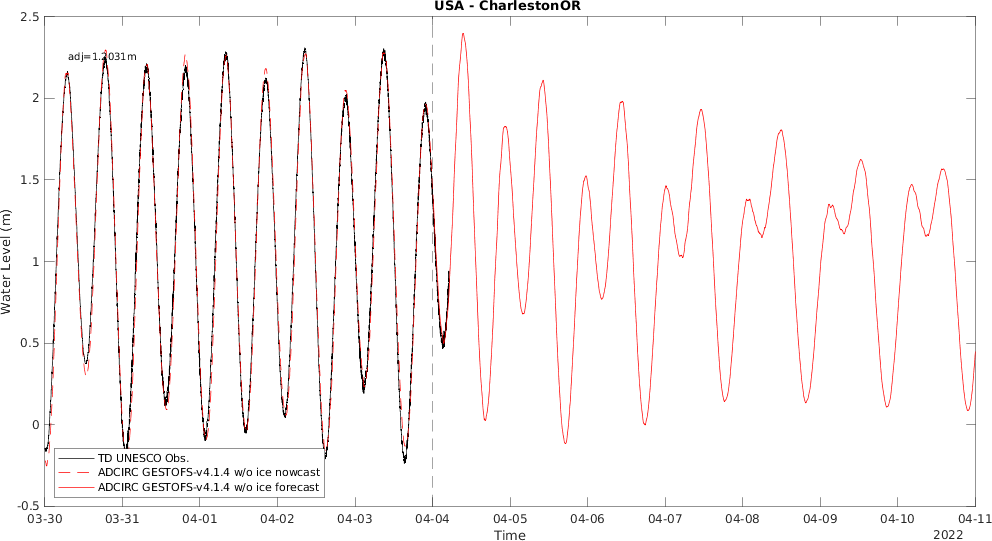 USA - CharlestonOR
2.5
adj=1.2031m
2
1.5
1
0.5
0
-0.5
Water Level (m)
TD UNESCO Obs.
ADCIRC GESTOFS-v4.1.4 w/o ice nowcast
ADCIRC GESTOFS-v4.1.4 w/o ice forecast
03-30 03-31 04-01 04-02 04-03 04-04 04-05 04-06 04-07 04-08 04-09 04-10 04-11
Time
2022